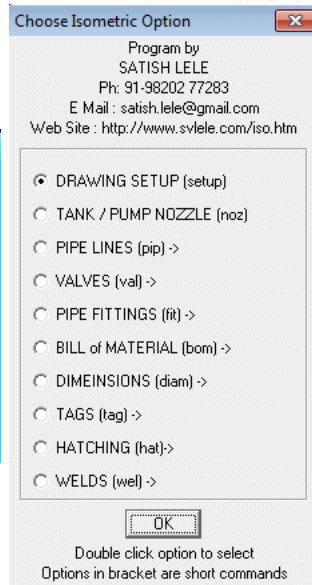 Choose Isometric Option
Program by
SATISH LELE
Ph: 91-98202 77283
E Mail : satish.lele@gmail.com
Web Site : http://www.svlele.com/iso.htm
DRAWING SETUP (setup)
TANK / PUMP NOZZLE (noz)
PIPE LINES (pip) ->
VALVES (val) ->
PIPE FITTINGS (fit) ->
BILL of MATERIAL (bom) ->
DIMEINSIONS (diam) ->
TAGS (tag) ->
HATCHING (hat)->
WELDS (wel) ->
OK
Double click option to select
Options in bracket are short commands